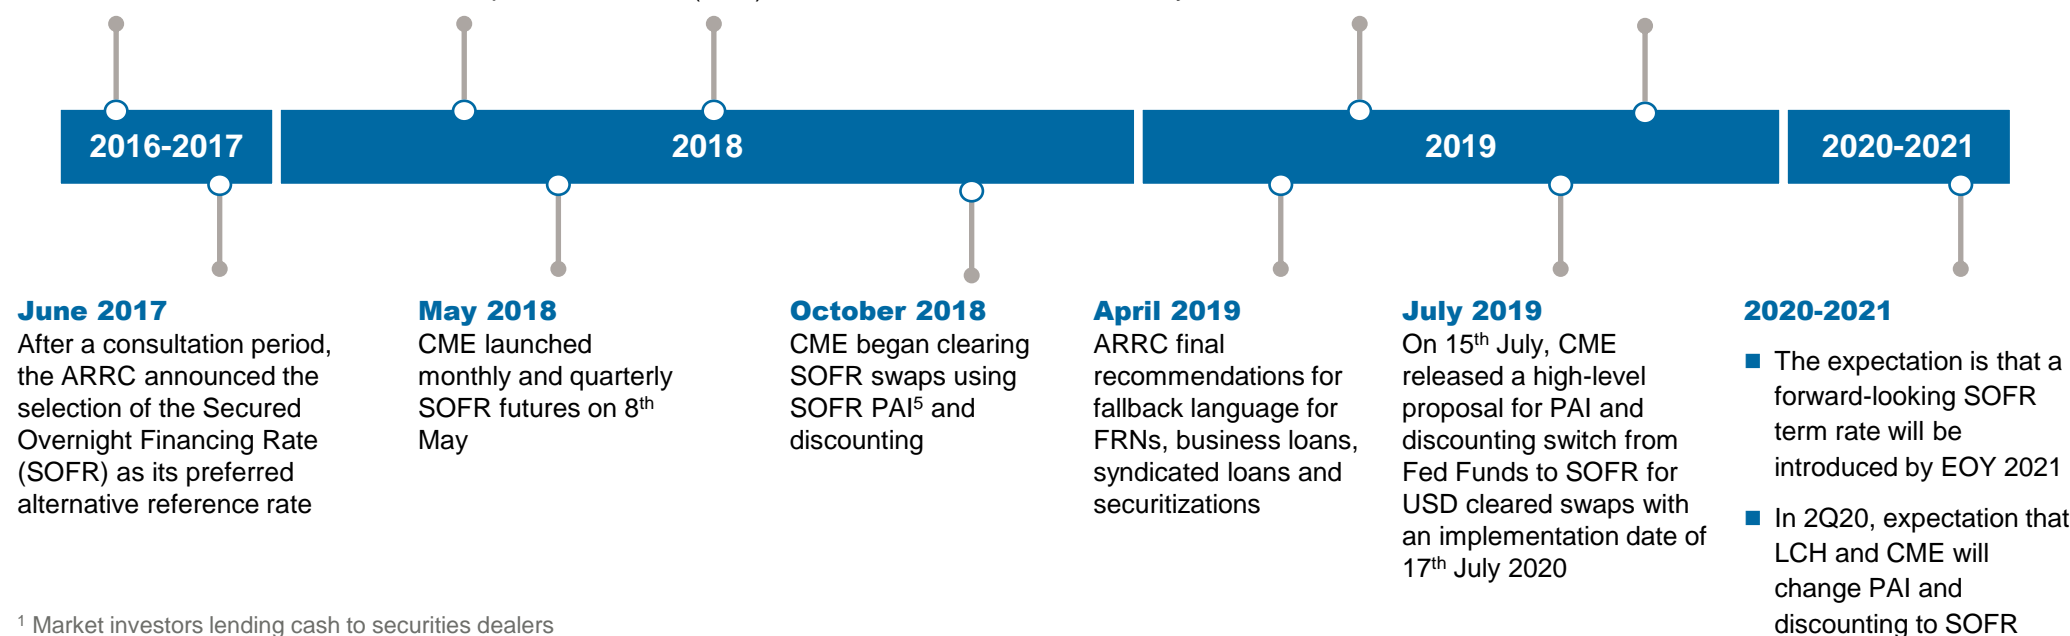 2016-2017
2018
2019
2020-2021
June 2017
After a consultation period,
the ARRC announced the
selection of the Secured
Overnight Financing Rate
(SOFR) as its preferred
alternative reference rate
May 2018
CME launched
monthly and quarterly
SOFR futures on 8th
May
October 2018
CME began clearing
SOFR swaps using
SOFR PAI5 and
discounting
April 2019
ARRC final
recommendations for
fallback language for
FRNs, business loans,
syndicated loans and
securitizations
July 2019
On 15th July, CME
released a high-level
proposal for PAI and
discounting switch from
Fed Funds to SOFR for
USD cleared swaps with
an implementation date of
17th July 2020
2020-2021
■ The expectation is that a
forward-looking SOFR
term rate will be
introduced by EOY 2021
■ In 2Q20, expectation that
LCH and CME will
change PAI and
discounting to SOFR
1 Market investors lending cash to securities dealers